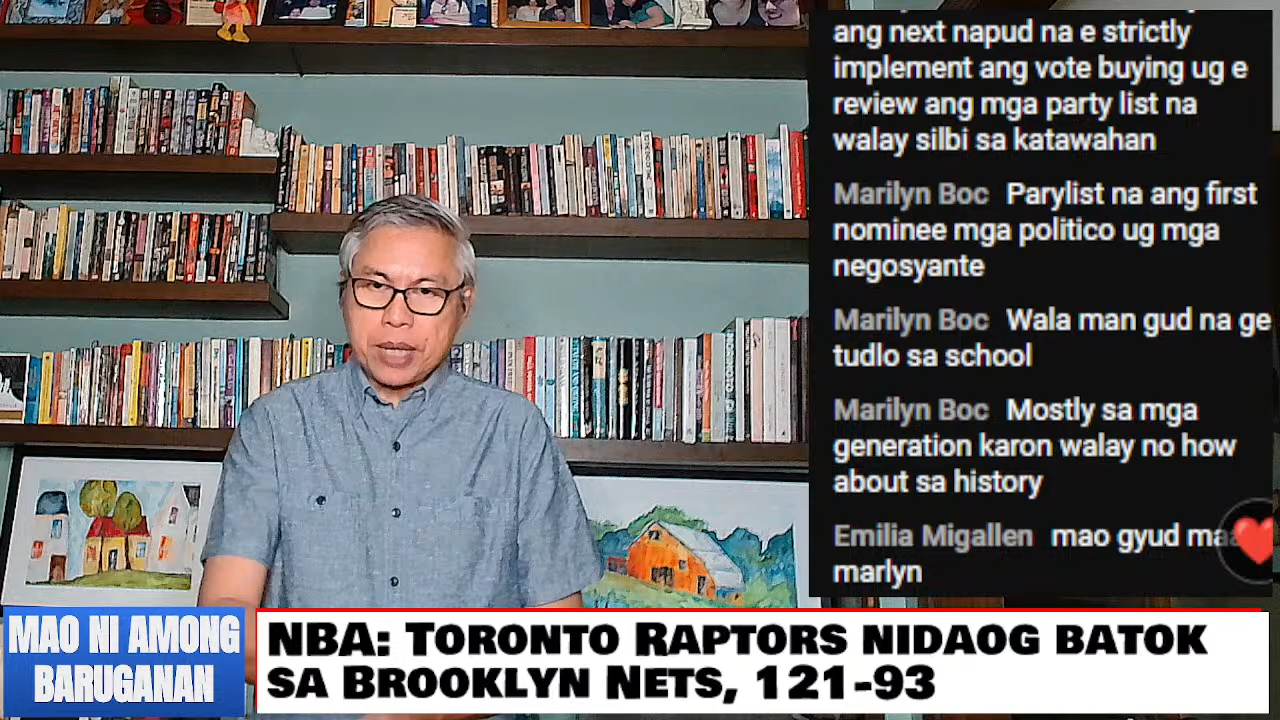 ang next napud na e strictly
implement ang vote buying ug e
review ang mga party list na
walay silbi sa katawahan
Marilyn Boc Parylist na ang first
nominee mga politico ug mga
negosyante
Marilyn Boc Wala man gud na ge
tudlo sa school
Marilyn Boc Mostly sa mga
generation karon walay no how
about sa history
Emilia Migallen mao gyud
marlyn
MAO NI AMONG
BARUGANAN
NBA: TORONTO RAPTORS NIDAOG BATOK
SA BROOKLYN NETS, 121-93